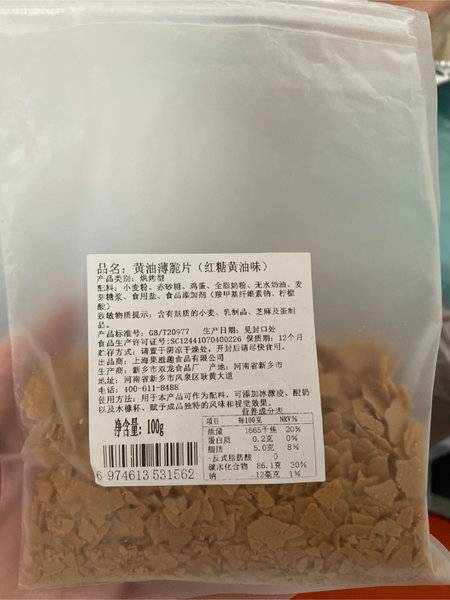 品名：黄油薄脆片（红糖黄油味）
产品类别：烘烤型
配料：小麦粉、赤砂糖、鸡蛋、全脂奶粉、无水奶油、麦
芽糖浆、食用盐、食品添加剂（羧甲基纤维素钠、柠檬
酸）
致敏物质提示：含有麸质的小麦、乳制品、芝麻及蛋制
品。
产品标准号：GB/T20977 生产日期：见封口处
食品生产许可证号：SC12441070400226 保质期：12个月
贮存方式：请置于阴凉干燥处，开封后请尽快食用。
出品商：上海果滋趣食品有限公司
生产商：新乡市双龙食品厂 产地：河南省新乡市
地址：河南省新乡市凤泉区耿黄大道
电话：400-611-8488
使用方法：用于本产品可作为配料，可添加冰激凌、酸奶
以及木糠杯，赋予成品独特的风味和视觉效果。
净含量：100g
营养成分表
项目 每100克 NRV%
能量 1665千焦 20%
蛋白质 0.2克 0%
脂肪 5.0克 8%
-反式脂肪酸 0
碳水化合物 86.1克 30%
钠 12毫克 1%
6 974613 531562